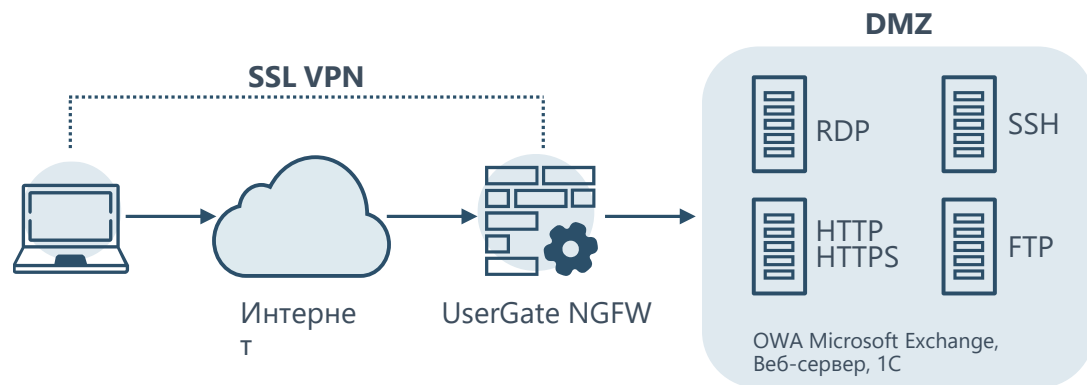 DMZ
SSL VPN
RDP
SSH
HTTP
HTTPS
FTP
Интерне
т
UserGate NGFW
OWA Microsoft Exchange,
Веб-сервер, 1С